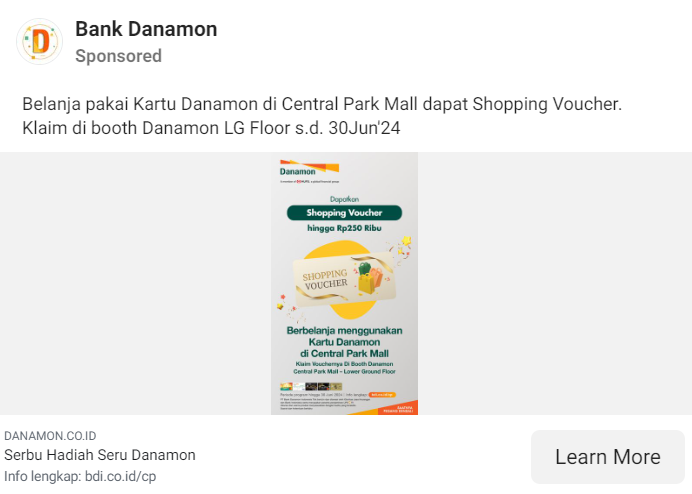 Bank Danamon
Sponsored
Belanja pakai Kartu Danamon di Central Park Mall dapat Shopping Voucher.
Klaim di booth Danamon LG Floor s.d. 30Jun'24
Danamon
Dapatkan
Shopping Voucher
hingga Rp250 Ribu
SHOPPING
VOUCHER
Berbelanja menggunakan
Kartu Danamon
di Central Park Mall
Klaim Vouchernya Di Booth Danamon
Central Park Mall – Lower Ground Floor
DANAMON.CO.ID
Serbu Hadiah Seru Danamon
Info lengkap: bdi.co.id/cp
Learn More